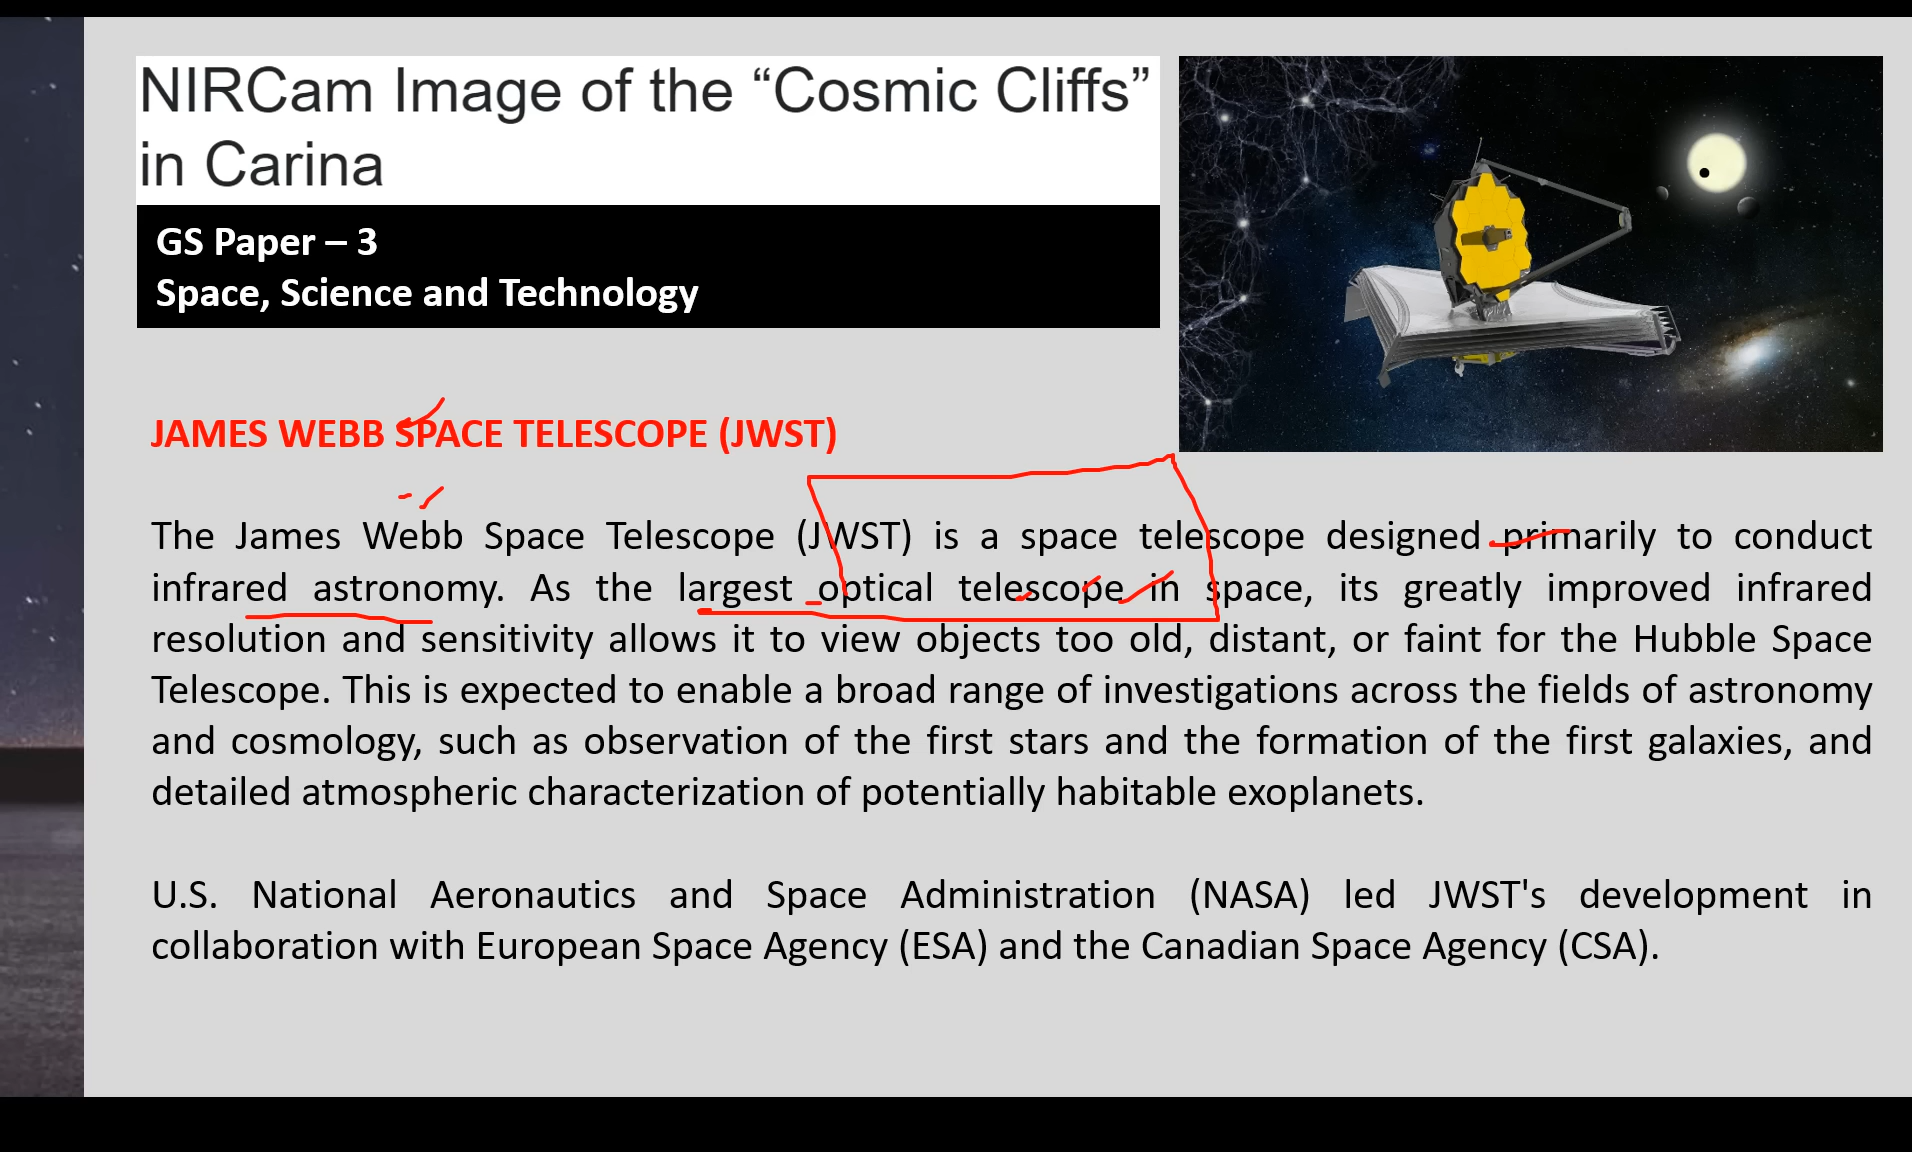 NIRCam Image of the “Cosmic Cliffs”
in Carina
GS Paper – 3
Space, Science and Technology
JAMES WEBB SPACE TELESCOPE (JWST)
The James Webb Space Telescope (JWST) is a space telescope designed primarily to conduct
infrared astronomy. As the largest optical telescope in space, its greatly improved infrared
resolution and sensitivity allows it to view objects too old, distant, or faint for the Hubble Space
Telescope. This is expected to enable a broad range of investigations across the fields of astronomy
and cosmology, such as observation of the first stars and the formation of the first galaxies, and
detailed atmospheric characterization of potentially habitable exoplanets.
U.S. National Aeronautics and Space Administration (NASA) led JWST's development in
collaboration with European Space Agency (ESA) and the Canadian Space Agency (CSA).